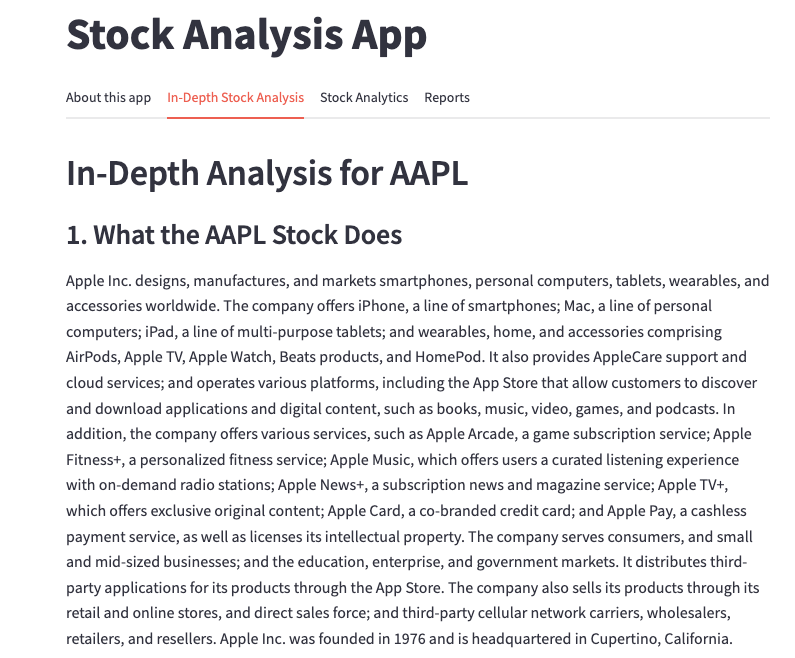 Stock Analysis App
About this app In-Depth Stock Analysis Stock Analytics Reports
In-Depth Analysis for AAPL
1. What the AAPL Stock Does
Apple Inc. designs, manufactures, and markets smartphones, personal computers, tablets, wearables, and
accessories worldwide. The company offers iPhone, a line of smartphones; Mac, a line of personal
computers; iPad, a line of multi-purpose tablets; and wearables, home, and accessories comprising
AirPods, Apple TV, Apple Watch, Beats products, and HomePod. It also provides AppleCare support and
cloud services; and operates various platforms, including the App Store that allow customers to discover
and download applications and digital content, such as books, music, video, games, and podcasts. In
addition, the company offers various services, such as Apple Arcade, a game subscription service; Apple
Fitness+, a personalized fitness service; Apple Music, which offers users a curated listening experience
with on-demand radio stations; Apple News+, a subscription news and magazine service; Apple TV+,
which offers exclusive original content; Apple Card, a co-branded credit card; and Apple Pay, a cashless
payment service, as well as licenses its intellectual property. The company serves consumers, and small
and mid-sized businesses; and the education, enterprise, and government markets. It distributes third-
party applications for its products through the App Store. The company also sells its products through its
retail and online stores, and direct sales force; and third-party cellular network carriers, wholesalers,
retailers, and resellers. Apple Inc. was founded in 1976 and is headquartered in Cupertino, California.